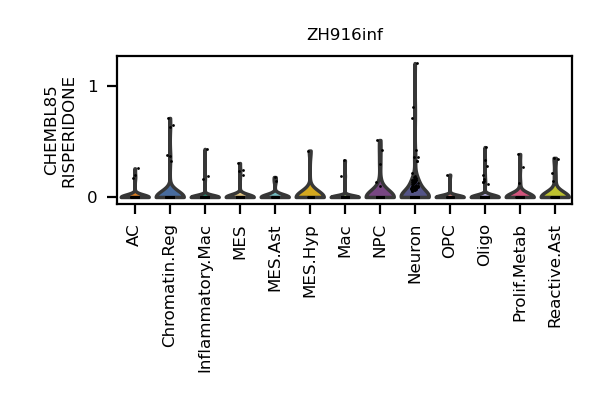 ZH916inf
CHEMBL85
RISPERIDONE
1
0
AC
Chromatin.Reg
Inflammatory.Mac
MES
MES.Ast
MES.Hyp
Mac
NPC
Neuron
OPC
Oligo
Prolif.Metab
Reactive.Ast